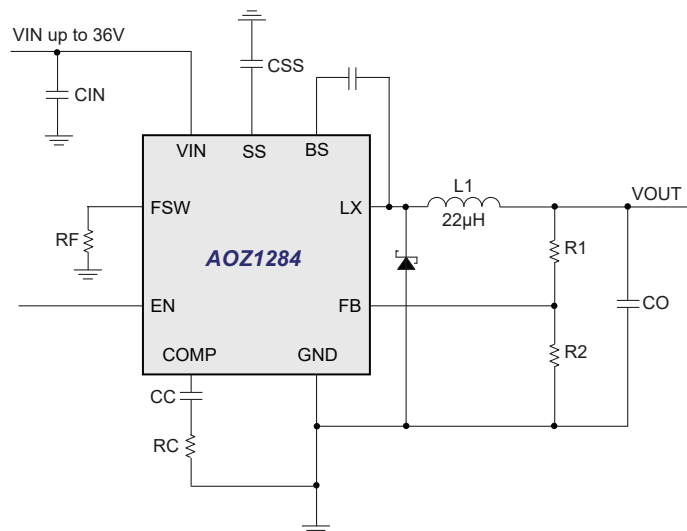 VIN up to 36V
CSS
CIN
VIN
SS
BS
FSW
LX
L1
22µH
VOUT
RF
R1
AOZ1284
EN
FB
CO
R2
COMP
GND
CC
RC